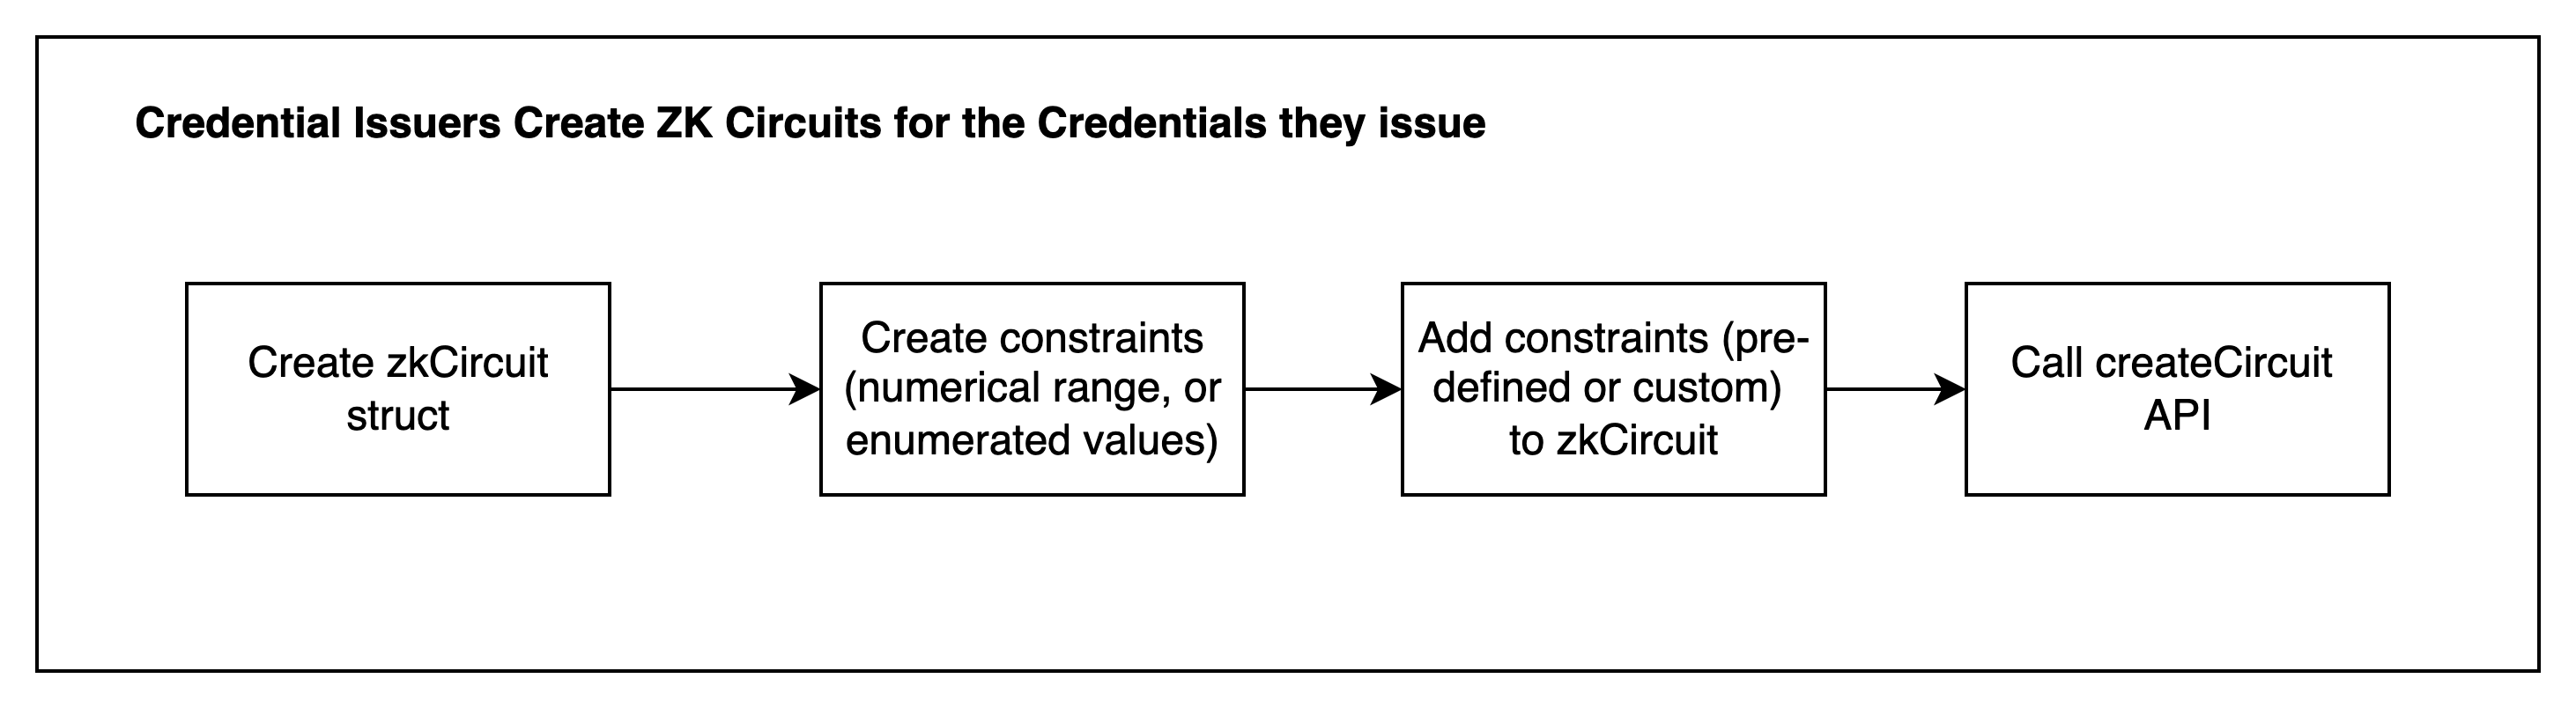 Credential Issuers Create ZK Circuits for the Credentials they issue
Create zkCircuit
struct
Create constraints
(numerical range, or
enumerated values)
Add constraints (pre-
defined or custom)
to zkCircuit
Call createCircuit
API